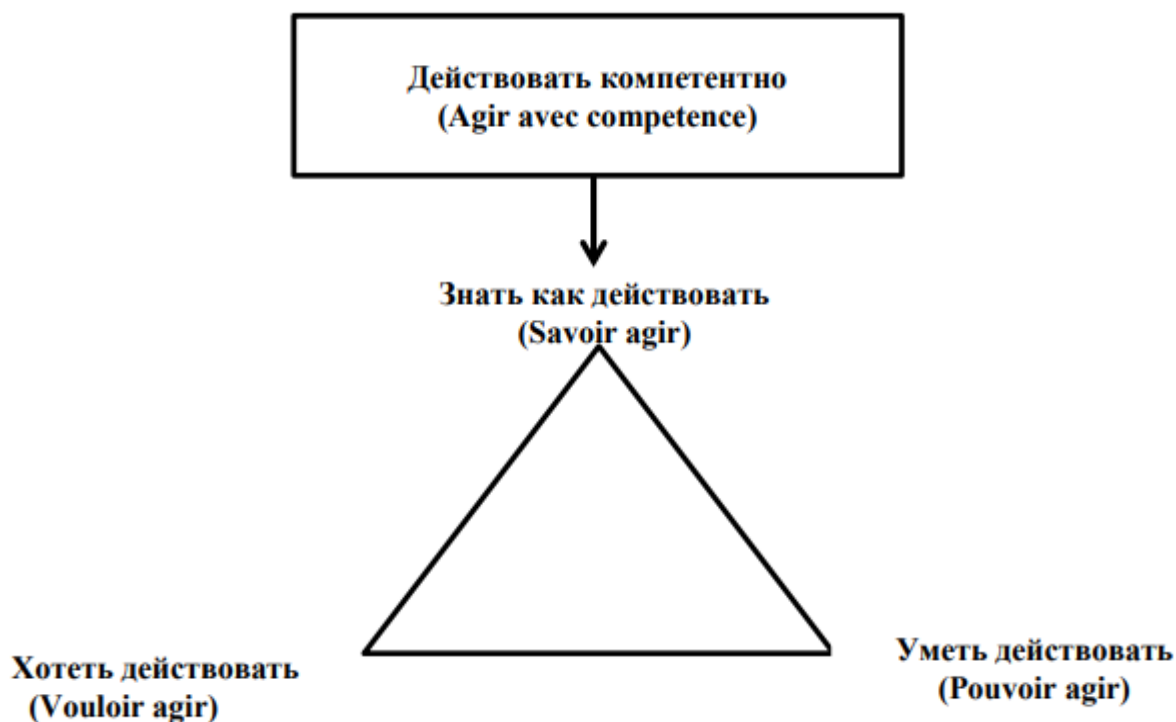 Действовать компетентно
(Agir avec competence)
Знать как действовать
(Savoir agir)
Хотеть действовать
(Vouloir agir)
Уметь действовать
(Pouvoir agir)